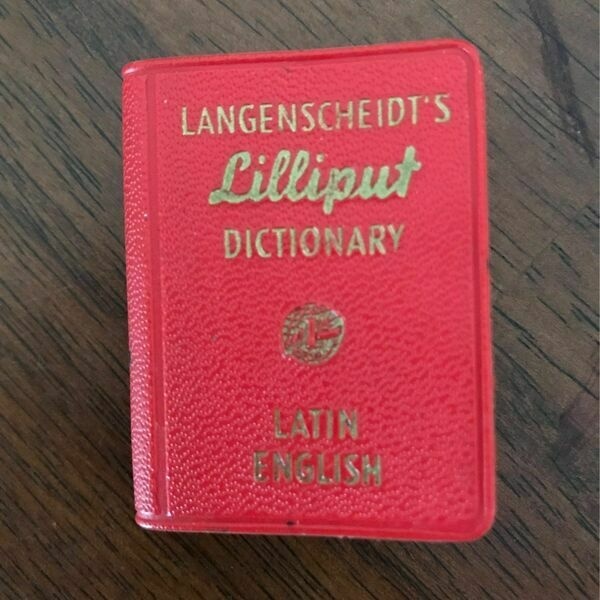 LANGENSCHEIDT'S
Lilliput
DICTIONARY
LATIN
ENGLISH